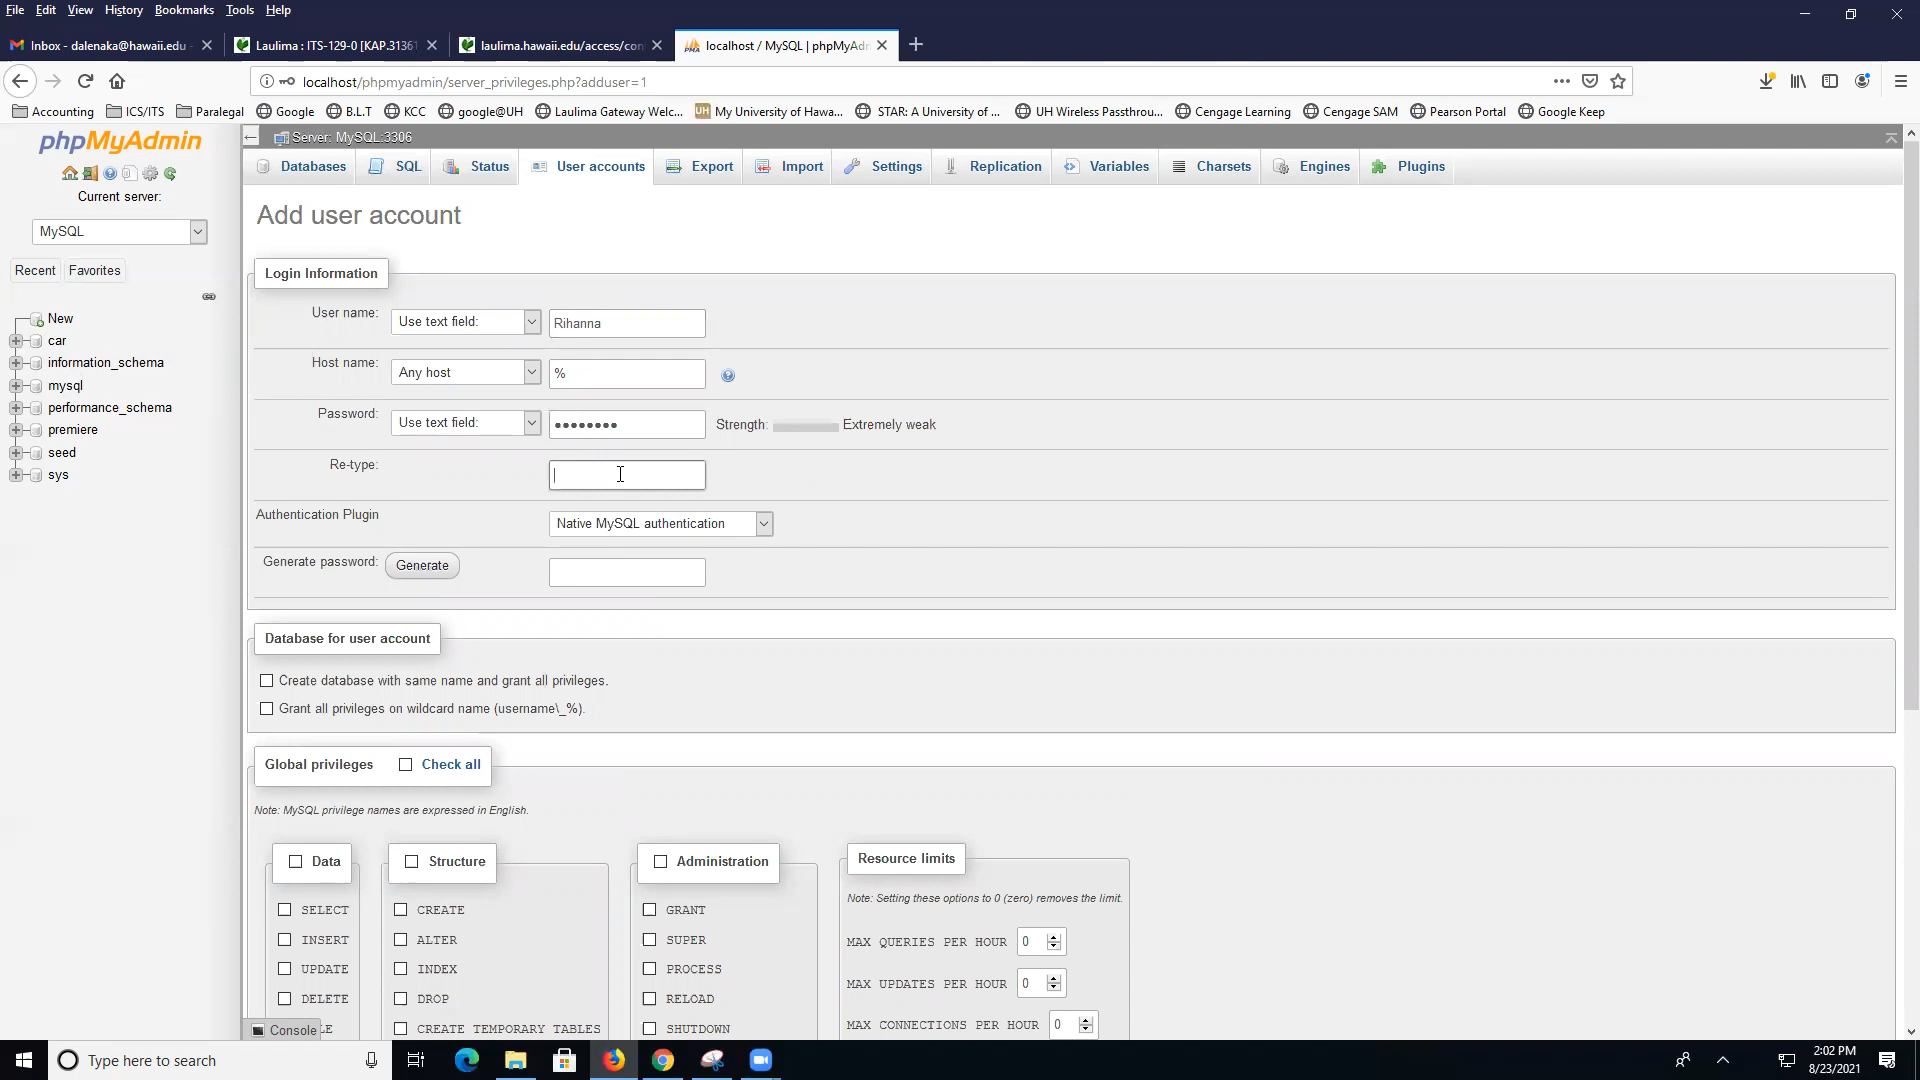 File Edit View History Bookmarks Tools Help
Inbox - dalenaka@hawaii.edu - Laulima : ITS-129-0 [KAP.31361 laulima.hawaii.edu/access/con localhost / MySQL | phpMyAdn
localhost/phpmyadmin/server_privileges.php?adduser=1
Accounting ICS/ITS Paralegal Google B.L.T KCC google@UH Laulima Gateway Welc... UH My University of Hawa... STAR: A University of ... UH Wireless Passthrou... Cengage Learning Cengage SAM Pearson Portal Google Keep
phpMyAdmin
Current server:
MySQL
Recent Favorites
New
car
information_schema
mysql
performance_schema
premiere
seed
sys
Server: MySQL:3306
Databases SQL Status User accounts Export Import Settings Replication Variables Charsets Engines Plugins
Add user account
Login Information
User name: Use text field: Rihanna
Host name: Any host %
Password: Use text field: •••••••• Strength: Extremely weak
Re-type:
Authentication Plugin Native MySQL authentication
Generate password: Generate
Database for user account
Create database with same name and grant all privileges.
Grant all privileges on wildcard name (username\_%).
Global privileges Check all
Note: MySQL privilege names are expressed in English.
Data
SELECT
INSERT
UPDATE
DELETE
LE
Structure
CREATE
ALTER
INDEX
DROP
CREATE TEMPORARY TABLES
Administration
GRANT
SUPER
PROCESS
RELOAD
SHUTDOWN
Resource limits
Note: Setting these options to 0 (zero) removes the limit.
MAX QUERIES PER HOUR 0
MAX UPDATES PER HOUR 0
MAX CONNECTIONS PER HOUR 0
Console
Type here to search
2:02 PM
8/23/2021